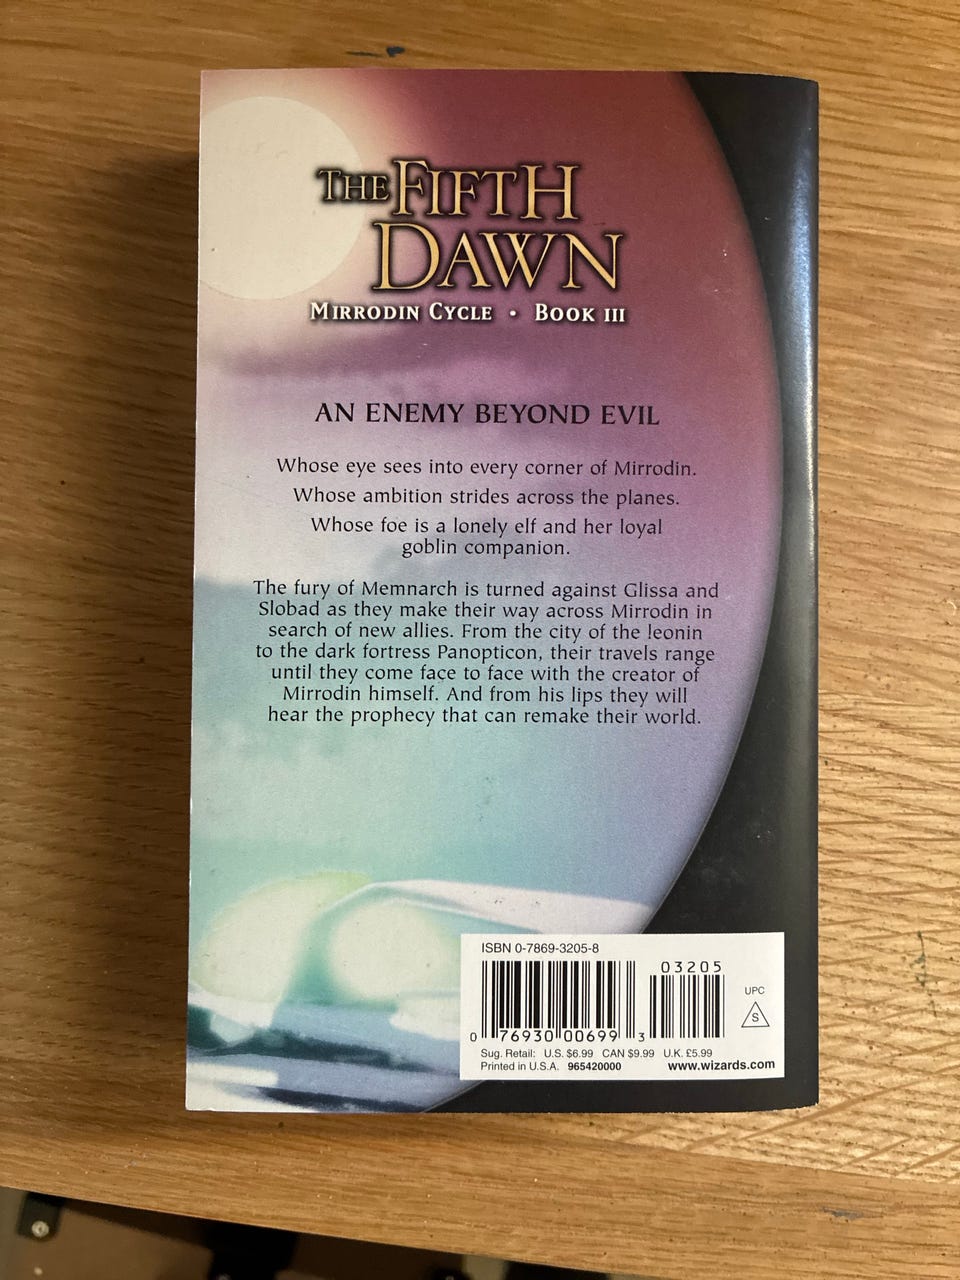 THE FIFTH
DAWN
MIRRODIN CYCLE • BOOK III
AN ENEMY BEYOND EVIL
Whose eye sees into every corner of Mirrodin.
Whose ambition strides across the planes.
Whose foe is a lonely elf and her loyal
goblin companion.
The fury of Memnarch is turned against Glissa and
Slobad as they make their way across Mirrodin in
search of new allies. From the city of the leonin
to the dark fortress Panopticon, their travels range
until they come face to face with the creator of
Mirrodin himself. And from his lips they will
hear the prophecy that can remake their world.
ISBN 0-7869-3205-8
03205
UPC
S
0 76930 00699 3
Sug. Retail: U.S. $6.99 CAN $9.99 U.K. £5.99
Printed in U.S.A. 965420000 www.wizards.com